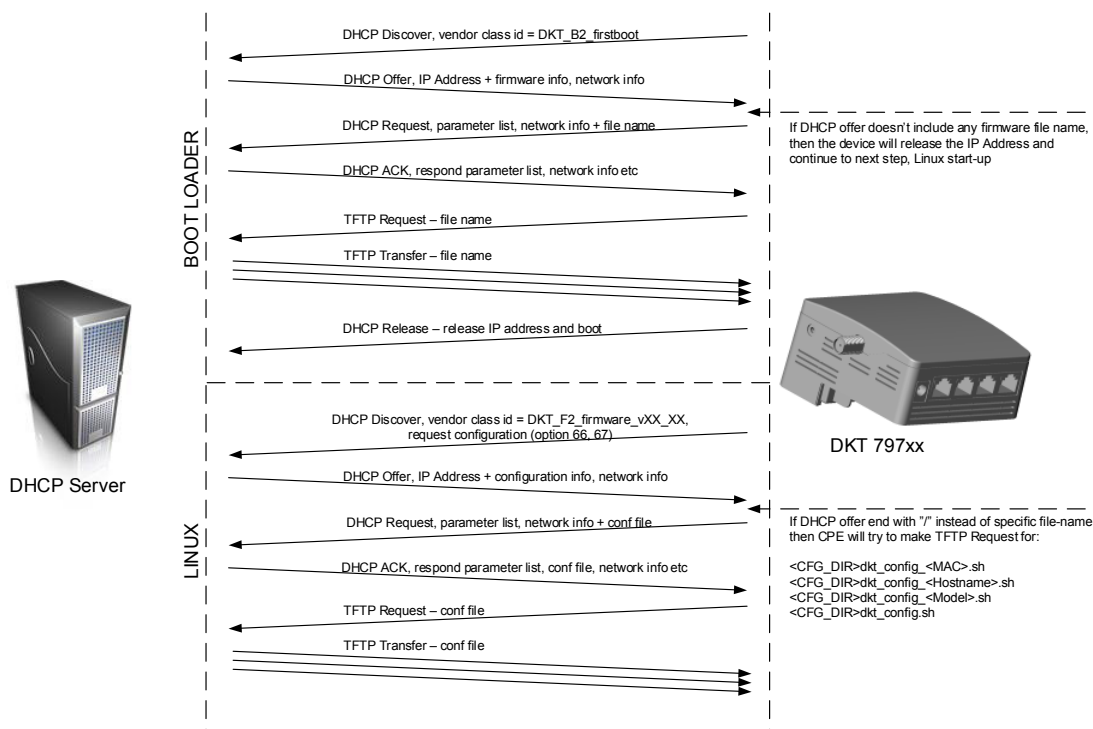 DHCP Discover, vendor class id = DKT_B2_firstboot
DHCP Offer, IP Address + firmware info, network info
If DHCP offer doesn't include any firmware file name,
then the device will release the IP Address and
continue to next step, Linux start-up
DHCP Request, parameter list, network info + file name
DHCP ACK, respond parameter list, network info etc
TFTP Request – file name
TFTP Transfer – file name
DHCP Release – release IP address and boot
BOOT LOADER
DHCP Server
DKT 797xx
DHCP Discover, vendor class id = DKT_F2_firmware_vXX_XX,
request configuration (option 66, 67)
DHCP Offer, IP Address + configuration info, network info
If DHCP offer end with "/" instead of specific file-name
then CPE will try to make TFTP Request for:
<CFG_DIR>dkt_config_<MAC>.sh
<CFG_DIR>dkt_config_<Hostname>.sh
<CFG_DIR>dkt_config_<Model>.sh
<CFG_DIR>dkt_config.sh
DHCP Request, parameter list, network info + conf file
DHCP ACK, respond parameter list, conf file, network info etc
TFTP Request – conf file
TFTP Transfer – conf file
LINUX